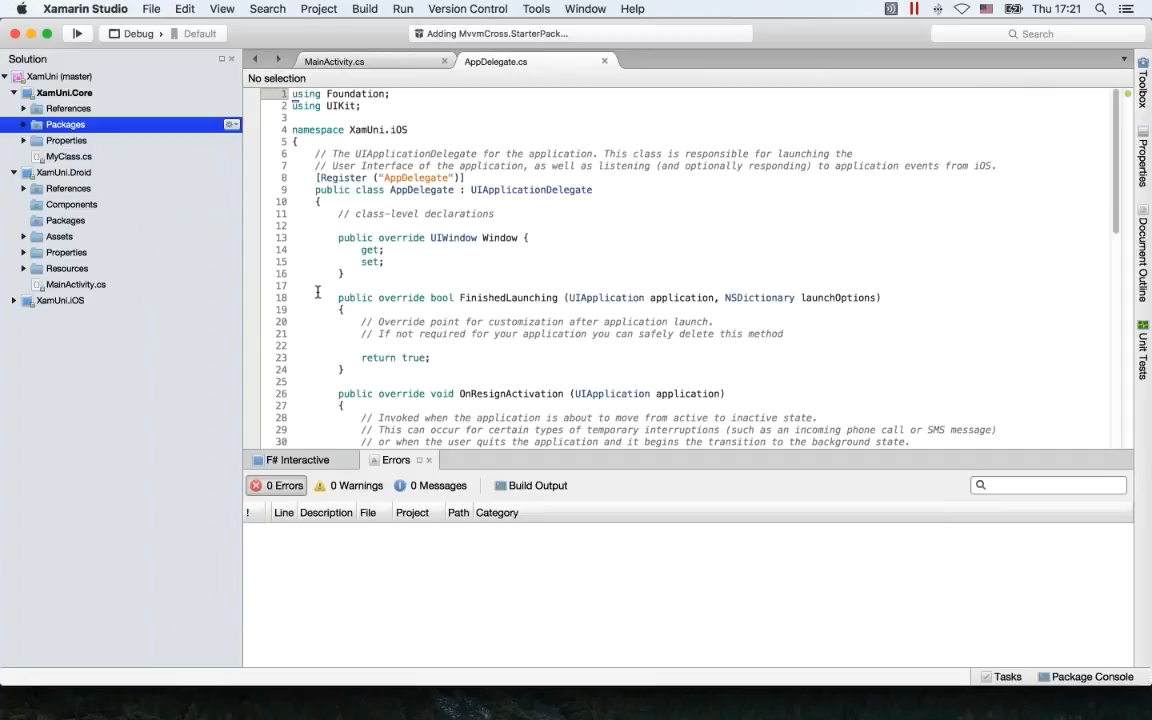 Xamarin Studio File Edit View Search Project Build Run Version Control Tools Window Help Thu 17:21
Debug Default Adding MvvmCross.StarterPack... Search
Solution
XamUni (master)
XamUni.Core
References
Packages
Properties
MyClass.cs
XamUni.Droid
References
Components
Packages
Assets
Properties
Resources
MainActivity.cs
XamUni.iOS
MainActivity.cs AppDelegate.cs
No selection
1 using Foundation;
2 using UIKit;
3
4 namespace XamUni.iOS
5 {
6 // The UIApplicationDelegate for the application. This class is responsible for launching the
7 // User Interface of the application, as well as listening (and optionally responding) to application events from iOS.
8 [Register ("AppDelegate")]
9 public class AppDelegate : UIApplicationDelegate
10 {
11 // class-level declarations
12
13 public override UIWindow Window {
14 get;
15 set;
16 }
17
18 public override bool FinishedLaunching (UIApplication application, NSDictionary launchOptions)
19 {
20 // Override point for customization after application launch.
21 // If not required for your application you can safely delete this method
22
23 return true;
24 }
25
26 public override void OnResignActivation (UIApplication application)
27 {
28 // Invoked when the application is about to move from active to inactive state.
29 // This can occur for certain types of temporary interruptions (such as an incoming phone call or SMS message)
30 // or when the user quits the application and it begins the transition to the background state.
Toolbox
Properties
Document Outline
Unit Tests
F# Interactive Errors
0 Errors 0 Warnings 0 Messages Build Output
! Line Description File Project Path Category
Tasks Package Console